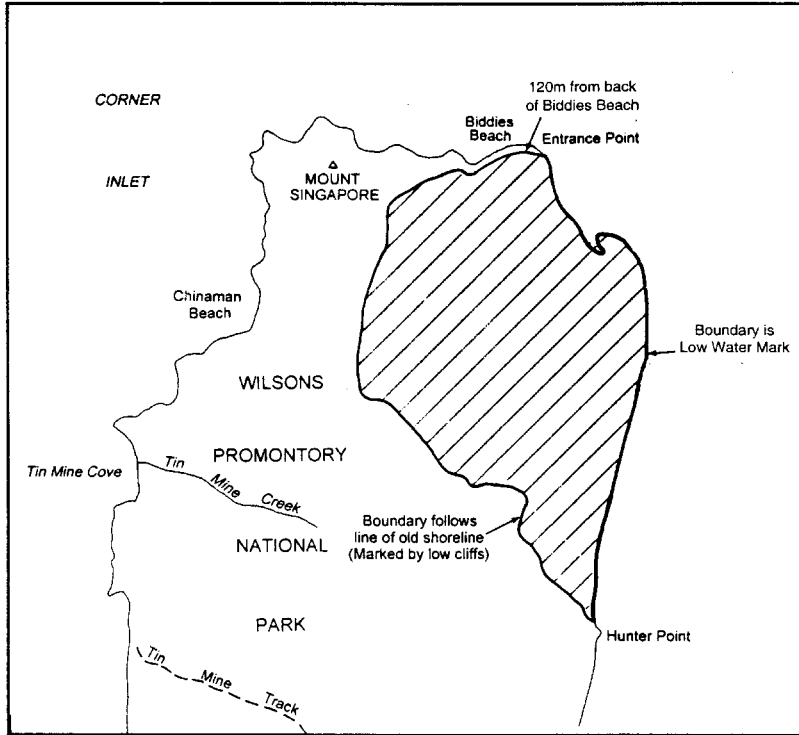 CORNER
INLET
120m from back
of Biddies Beach
Biddies
Beach
Entrance Point
MOUNT
SINGAPORE
Chinaman
Beach
Boundary is
Low Water Mark
WILSONS
PROMONTORY
Tin Mine Cove
Tin Mine Creek
Boundary follows
line of old shoreline
(Marked by low cliffs)
NATIONAL
PARK
Hunter Point
Tin Mine Track